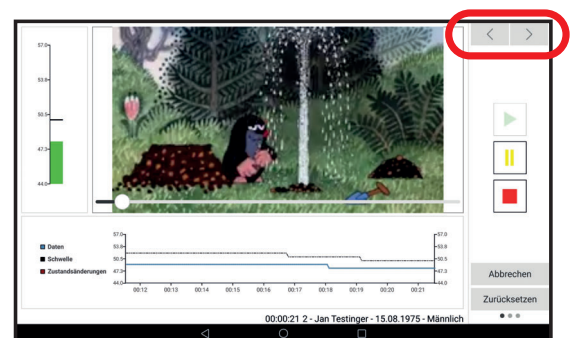 57.0
53.8
50.5
47.3
44.0
Daten
Schwelle
Zustandsänderungen
57.0
53.8
50.5
47.3
44.0
57.0
53.8
50.5
47.3
44.0
00:12 00:13 00:14 00:15 00:16 00:17 00:18 00:19 00:20 00:21
Abbrechen
Zurücksetzen
00:00:21 2 - Jan Testinger - 15.08.1975 - Männlich